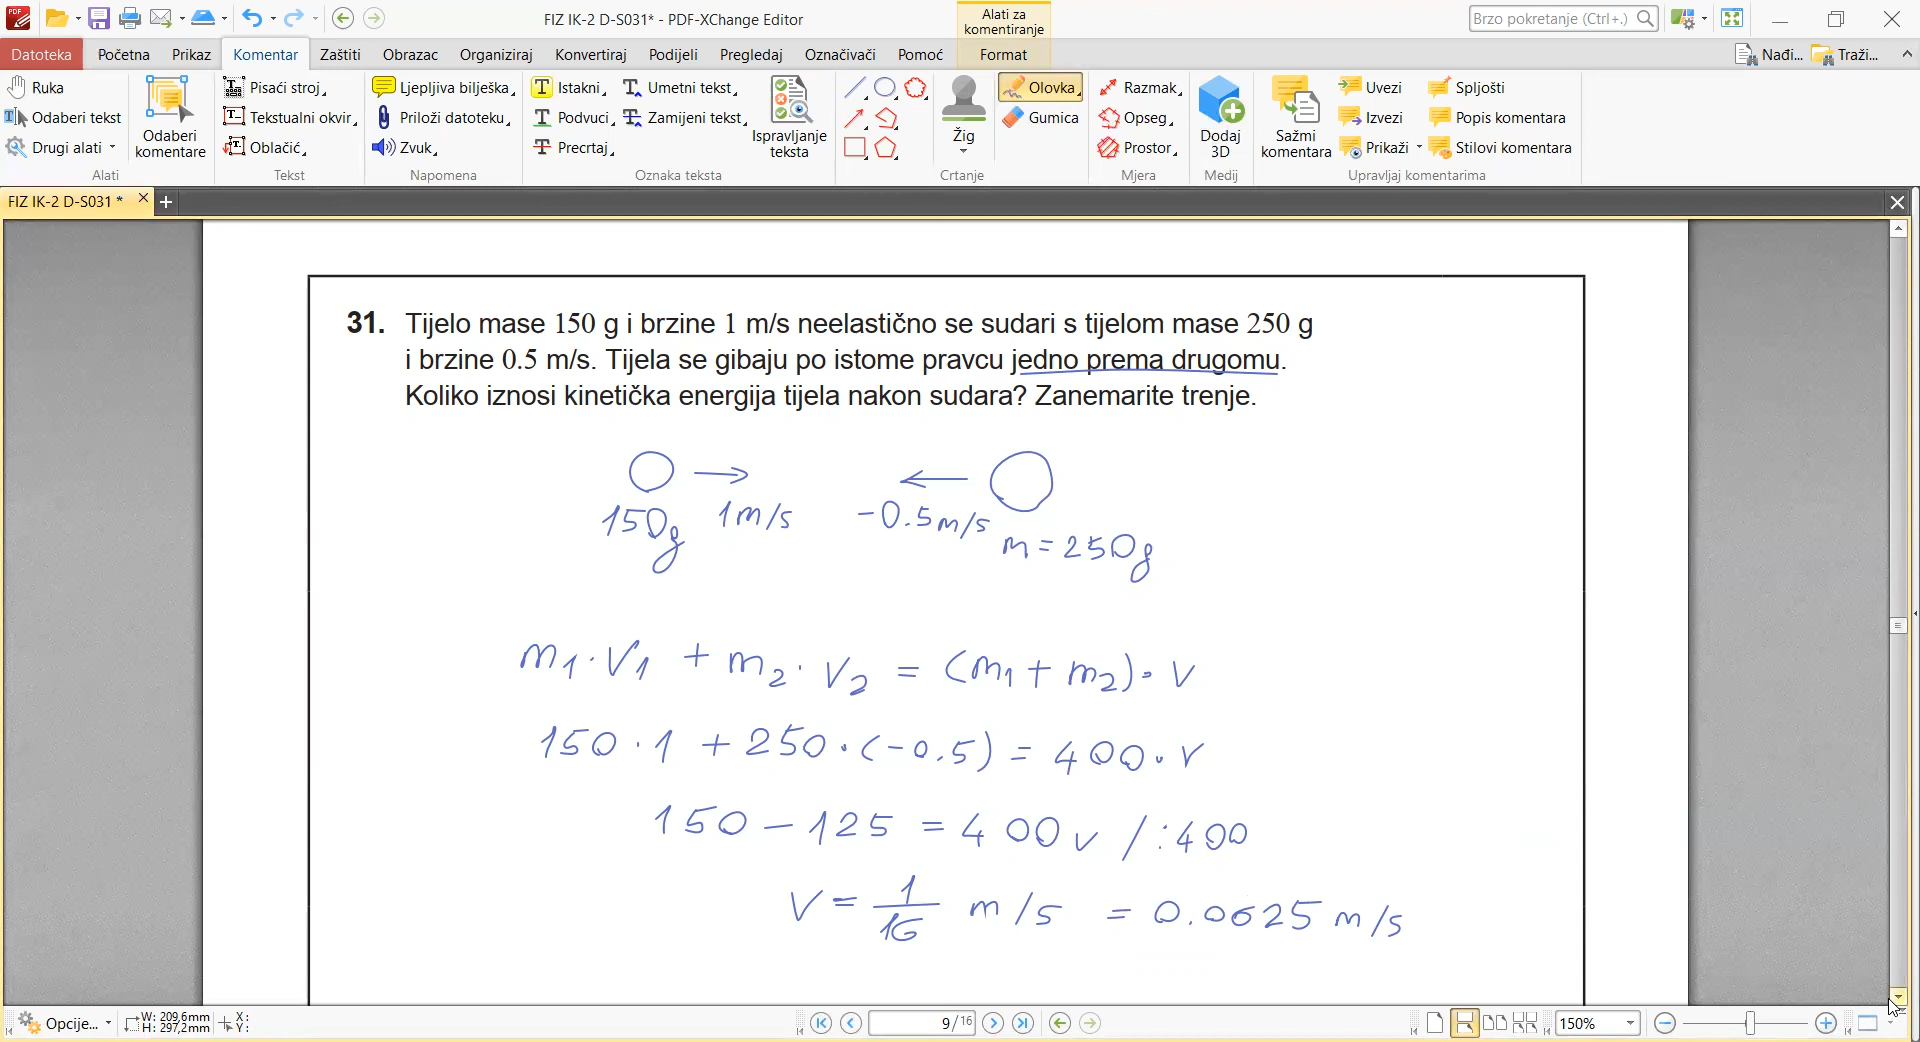 FIZ IK-2 D-S031* - PDF-XChange Editor
Alati za
komentiranje
Brzo pokretanje (Ctrl+.)
Datoteka Početna Prikaz Komentar Zaštiti Obrazac Organiziraj Konvertiraj Podijeli Pregledaj Označivači Pomoć Format Nađi... Traži...
Ruka
Odaberi tekst
Drugi alati
Alati
Odaberi
komentare
Pisaći stroj
Tekstualni okvir
Oblačić
Tekst
Ljepljiva bilješka
Priloži datoteku
Zvuk
Napomena
Istakni
Podvuci
Precrtaj
Umetni tekst
Zamijeni tekst
Ispravljanje
teksta
Oznaka teksta
Žig
Olovka
Gumica
Crtanje
Razmak
Opseg
Prostor
Mjera
Dodaj
3D
Medij
Sažmi
komentara
Uvezi
Izvezi
Prikaži
Spljošti
Popis komentara
Stilovi komentara
Upravljaj komentarima
FIZ IK-2 D-S031 *
31. Tijelo mase 150 g i brzine 1 m/s neelastično se sudari s tijelom mase 250 g
i brzine 0.5 m/s. Tijela se gibaju po istome pravcu jedno prema drugomu.
Koliko iznosi kinetička energija tijela nakon sudara? Zanemarite trenje.
150g 1m/s -0.5m/s
m = 250g
m1·V1 + m2·V2 = (m1 + m2)·V
150·1 + 250·(-0.5) = 400·V
150 - 125 = 400V /:400
V = 1/16 m/s = 0.0625 m/s
Opcije... W: 209,6mm X:
H: 297,2mm Y:
9 /16
150%